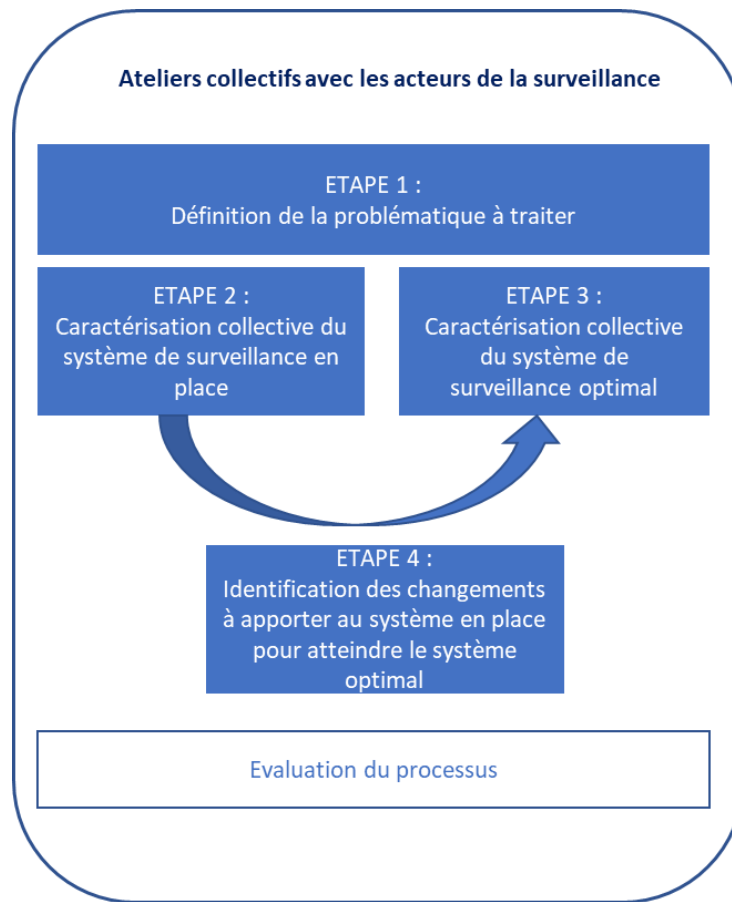 Ateliers collectifs avec les acteurs de la surveillance
ETAPE 1 :
Définition de la problématique à traiter
ETAPE 2 :
Caractérisation collective du
système de surveillance en
place
ETAPE 3 :
Caractérisation collective
du système de
surveillance optimal
ETAPE 4 :
Identification des changements
à apporter au système en place
pour atteindre le système
optimal
Evaluation du processus